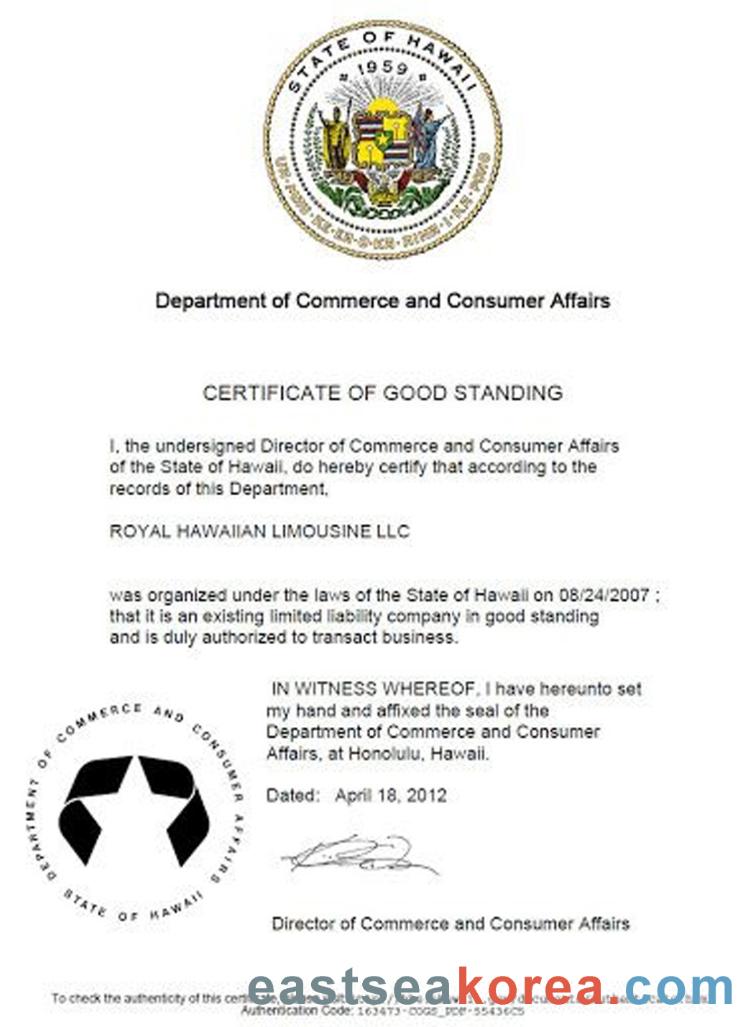 STATE OF HAWAII
1959
UA MAU KE EA O KA AINA I KA PONO
Department of Commerce and Consumer Affairs
CERTIFICATE OF GOOD STANDING
I, the undersigned Director of Commerce and Consumer Affairs
of the State of Hawaii, do hereby certify that according to the
records of this Department,
ROYAL HAWAIIAN LIMOUSINE LLC
was organized under the laws of the State of Hawaii on 08/24/2007 ;
that it is an existing limited liability company in good standing
and is duly authorized to transact business.
IN WITNESS WHEREOF, I have hereunto set
my hand and affixed the seal of the
Department of Commerce and Consumer
Affairs, at Honolulu, Hawaii.
Dated: April 18, 2012
DEPARTMENT OF COMMERCE AND CONSUMER AFFAIRS
STATE OF HAWAII
Director of Commerce and Consumer Affairs
To check the authenticity of this
eastseakorea.com
Authentication Code: 163473-COGS_PDF-55436C5